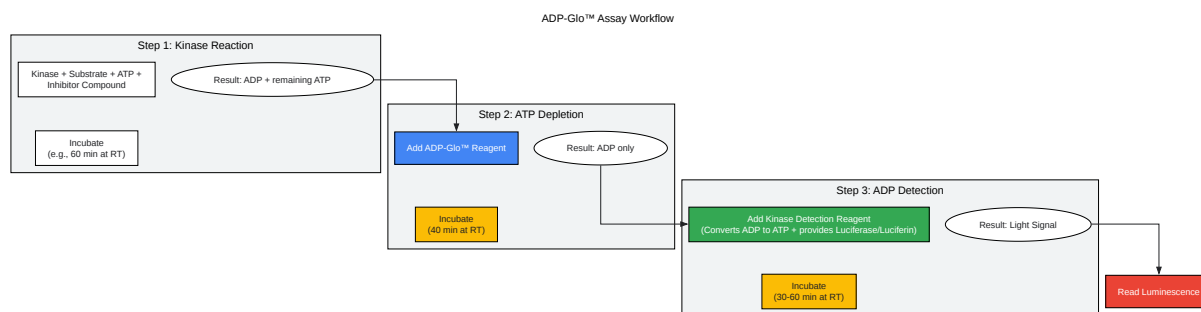 ADP-Glo™ Assay Workflow
Step 1: Kinase Reaction
Kinase + Substrate + ATP +
Inhibitor Compound
Result: ADP + remaining ATP
Incubate
(e.g., 60 min at RT)
Step 2: ATP Depletion
Add ADP-Glo™ Reagent
Result: ADP only
Incubate
(40 min at RT)
Step 3: ADP Detection
Add Kinase Detection Reagent
(Converts ADP to ATP + provides Luciferase/Luciferin)
Result: Light Signal
Incubate
(30-60 min at RT)
Read Luminescence